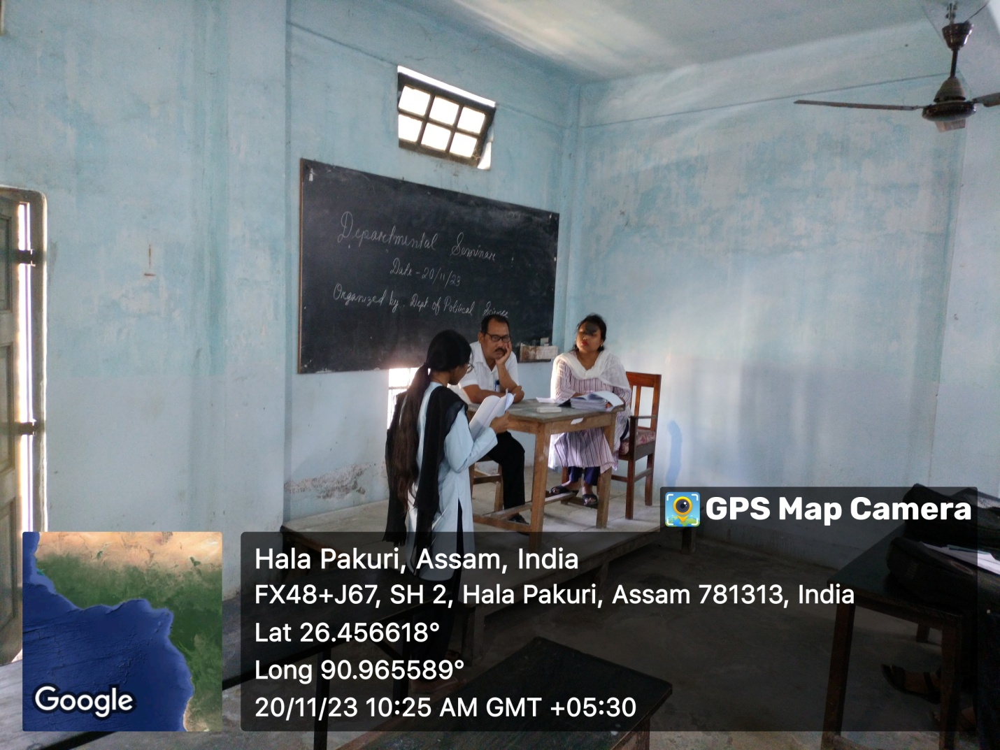 Departmental Seminar
Date - 20/11/23
Organized by. Dept. of Political Science
GPS Map Camera
Hala Pakuri, Assam, India
FX48+J67, SH 2, Hala Pakuri, Assam 781313, India
Lat 26.456618°
Long 90.965589°
20/11/23 10:25 AM GMT +05:30
Google